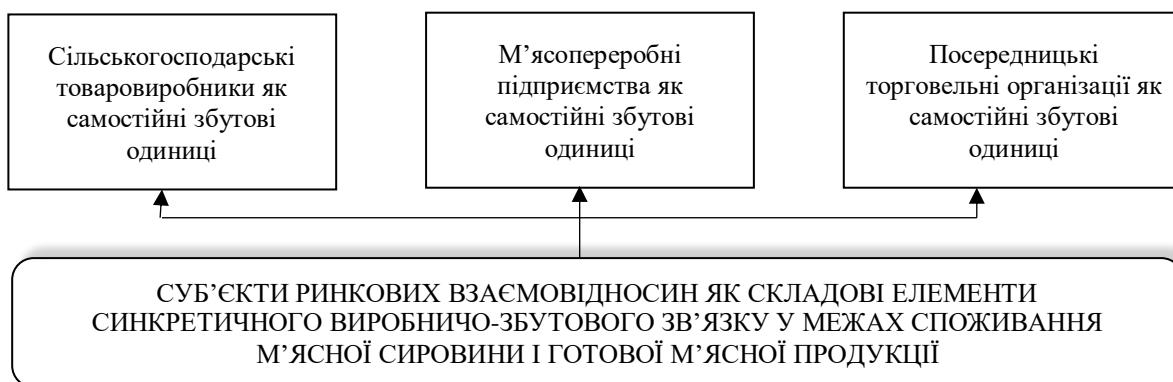 Сільськогосподарські
товаровиробники як
самостійні збутові
одиниці
М’ясопереробні
підприємства як
самостійні збутові
одиниці
Посередницькі
торговельні організації як
самостійні збутові
одиниці
СУБ’ЄКТИ РИНКОВИХ ВЗАЄМОВІДНОСИН ЯК СКЛАДОВІ ЕЛЕМЕНТИ
СИНКРЕТИЧНОГО ВИРОБНИЧО-ЗБУТОВОГО ЗВ’ЯЗКУ У МЕЖАХ СПОЖИВАННЯ
М’ЯСНОЇ СИРОВИНИ І ГОТОВОЇ М’ЯСНОЇ ПРОДУКЦІЇ